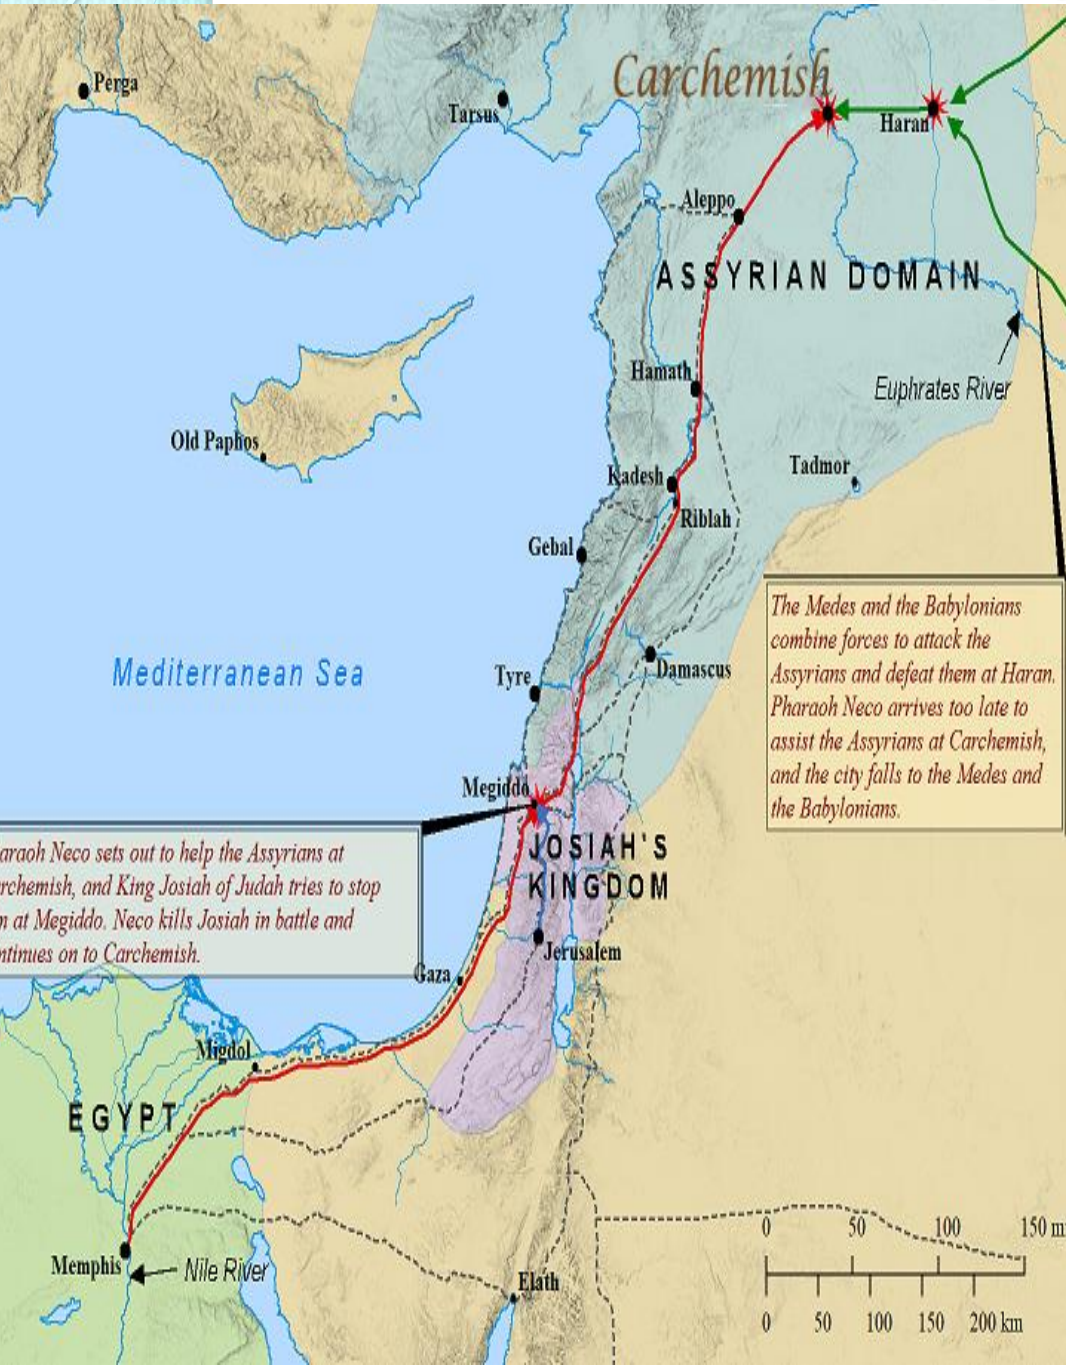 Carchemish
Perga
Tarsus
Haran
Aleppo
ASSYRIAN DOMAIN
Hamath
Euphrates River
Old Paphos
Kadesh
Tadmor
Riblah
Gebal
The Medes and the Babylonians
combine forces to attack the
Assyrians and defeat them at Haran.
Pharaoh Neco arrives too late to
assist the Assyrians at Carchemish,
and the city falls to the Medes and
the Babylonians.
Mediterranean Sea
Tyre
Damascus
Megiddo
JOSIAH'S
KINGDOM
araoh Neco sets out to help the Assyrians at
rchemish, and King Josiah of Judah tries to stop
m at Megiddo. Neco kills Josiah in battle and
ntinues on to Carchemish.
Jerusalem
Gaza
Migdol
EGYPT
Memphis
Nile River
Elath
0 50 100 150 m
0 50 100 150 200 km